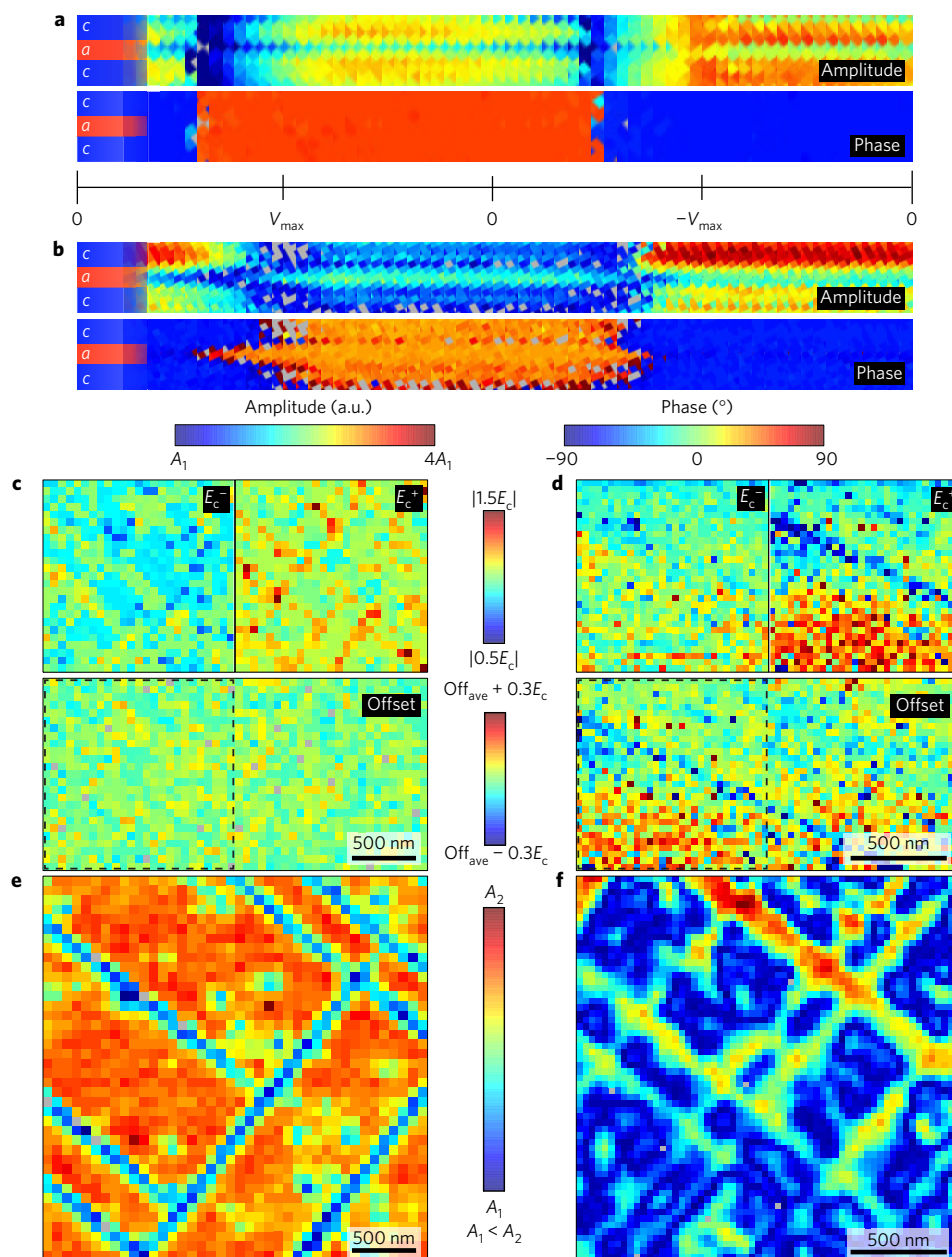 a
c
a
c
Amplitude
c
a
c
Phase
0 V_max 0 −V_max 0
b
c
a
c
Amplitude
c
a
c
Phase
Amplitude (a.u.) Phase (°)
A_1 4A_1 −90 0 90
c E_c^− E_c^+ |1.5E_c| d E_c^− E_c^+
|0.5E_c|
Off_ave + 0.3E_c
Offset Offset
500 nm 500 nm
Off_ave − 0.3E_c
e A_2 f
A_1
A_1 < A_2
500 nm 500 nm